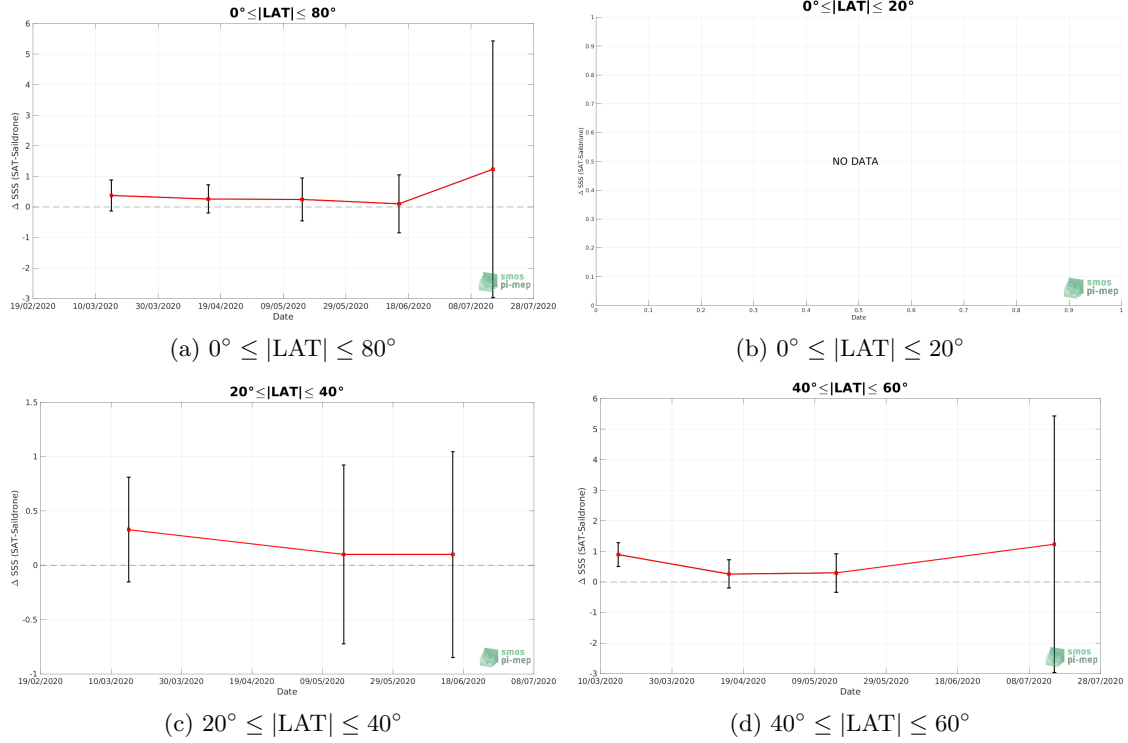 0°≤|LAT|≤ 80°
6
5
4
3
2
1
0
-1
-2
-3
Δ SSS (SAT-Saildrone)
19/02/2020 10/03/2020 30/03/2020 19/04/2020 09/05/2020 29/05/2020 18/06/2020 08/07/2020 28/07/2020
Date
smos
pi-mep
(a) 0° ≤ |LAT| ≤ 80°
0°≤|LAT|≤ 20°
1
0.9
0.8
0.7
0.6
0.5
0.4
0.3
0.2
0.1
0
Δ SSS (SAT-Saildrone)
NO DATA
0 0.1 0.2 0.3 0.4 0.5 0.6 0.7 0.8 0.9 1
Date
smos
pi-mep
(b) 0° ≤ |LAT| ≤ 20°
20°≤|LAT|≤ 40°
1.5
1
0.5
0
-0.5
-1
Δ SSS (SAT-Saildrone)
19/02/2020 10/03/2020 30/03/2020 19/04/2020 09/05/2020 29/05/2020 18/06/2020 08/07/2020
Date
smos
pi-mep
(c) 20° ≤ |LAT| ≤ 40°
40°≤|LAT|≤ 60°
6
5
4
3
2
1
0
-1
-2
-3
Δ SSS (SAT-Saildrone)
10/03/2020 30/03/2020 19/04/2020 09/05/2020 29/05/2020 18/06/2020 08/07/2020 28/07/2020
Date
smos
pi-mep
(d) 40° ≤ |LAT| ≤ 60°